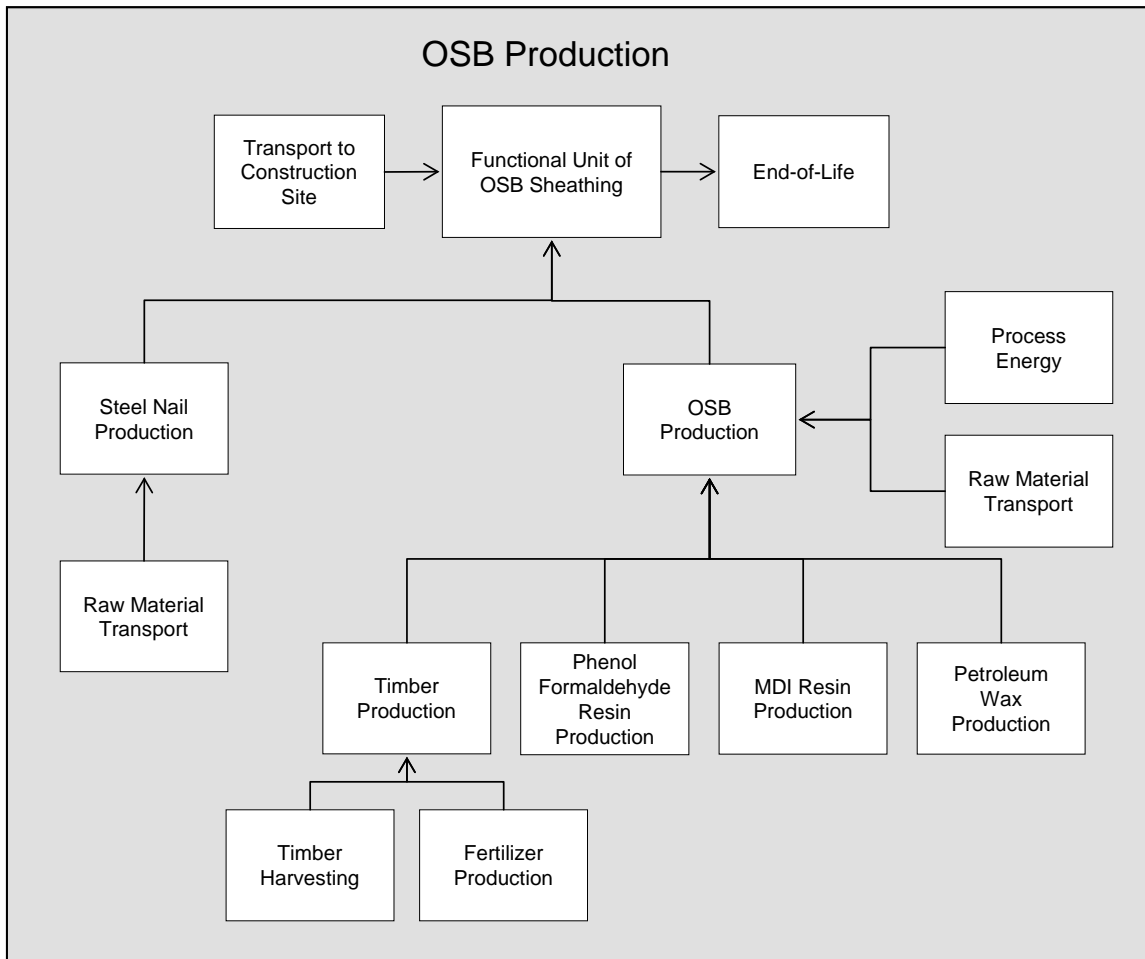 OSB Production
Transport to
Construction
Site
Functional Unit of
OSB Sheathing
End-of-Life
Process
Energy
Steel Nail
Production
OSB
Production
Raw Material
Transport
Raw Material
Transport
Timber
Production
Phenol
Formaldehyde
Resin
Production
MDI Resin
Production
Petroleum
Wax
Production
Timber
Harvesting
Fertilizer
Production